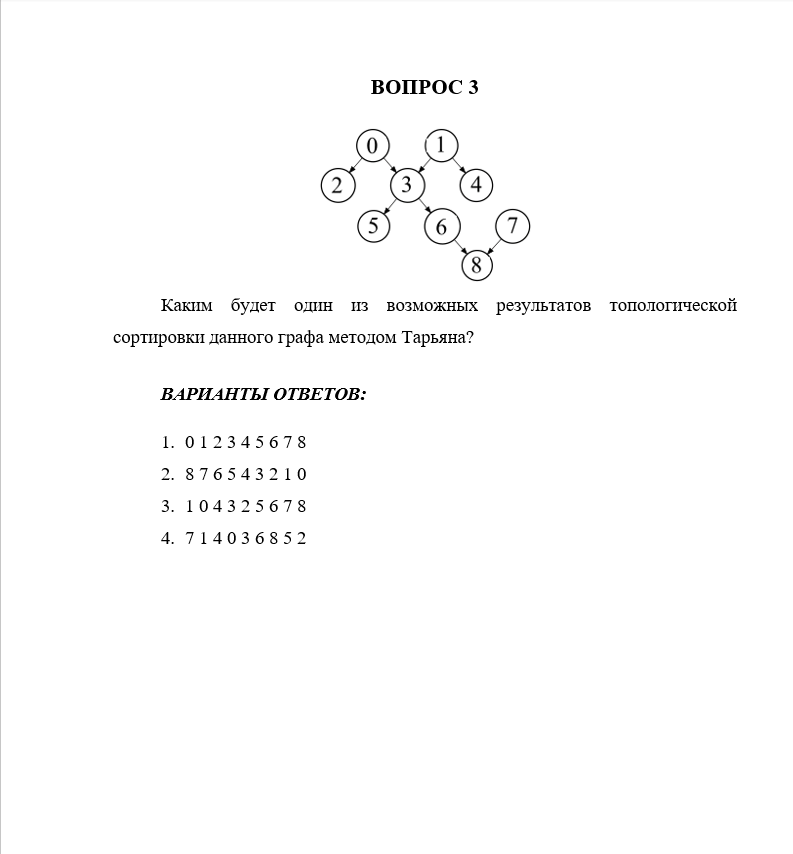 ВОПРОС 3
0 1
2 3 4
5 6 7
8
Каким будет один из возможных результатов топологической
сортировки данного графа методом Тарьяна?
ВАРИАНТЫ ОТВЕТОВ:
1. 0 1 2 3 4 5 6 7 8
2. 8 7 6 5 4 3 2 1 0
3. 1 0 4 3 2 5 6 7 8
4. 7 1 4 0 3 6 8 5 2